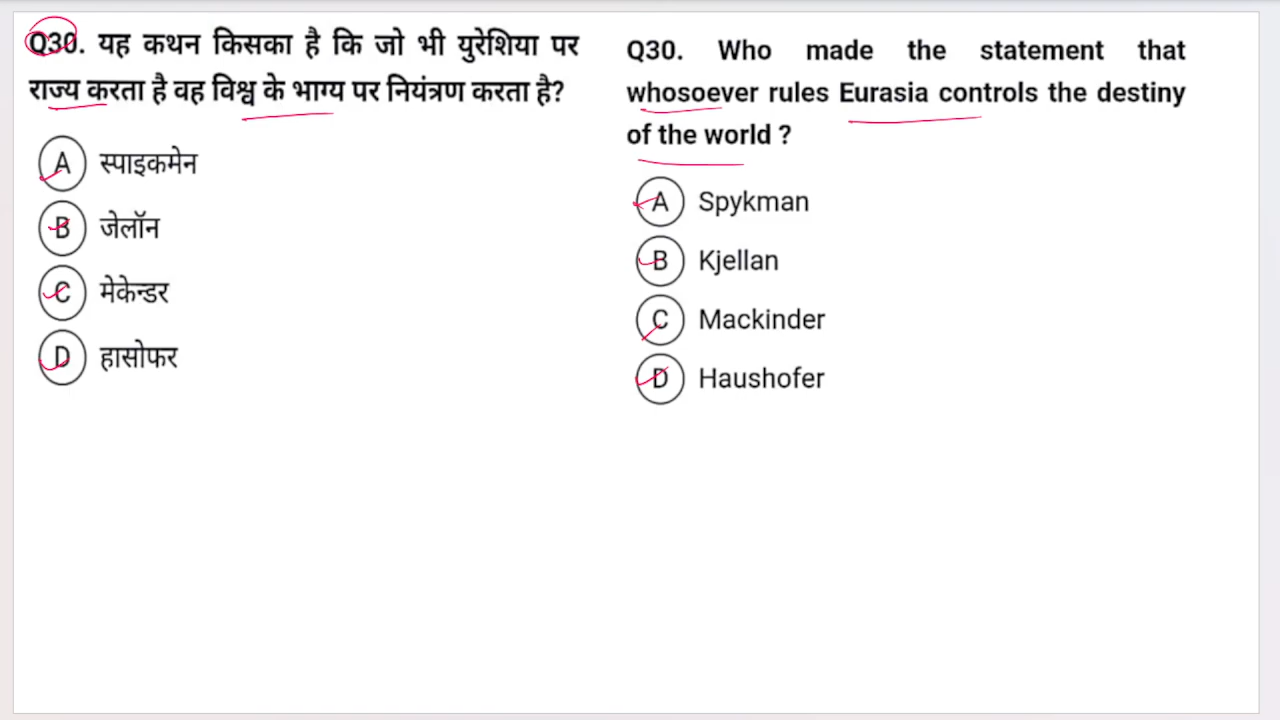 Q30. यह कथन किसका है कि जो भी युरेशिया पर
राज्य करता है वह विश्व के भाग्य पर नियंत्रण करता है?
A स्पाइकमेन
B जेलॉन
C मेकेन्डर
D हासोफर
Q30. Who made the statement that
whosoever rules Eurasia controls the destiny
of the world ?
A Spykman
B Kjellan
C Mackinder
D Haushofer